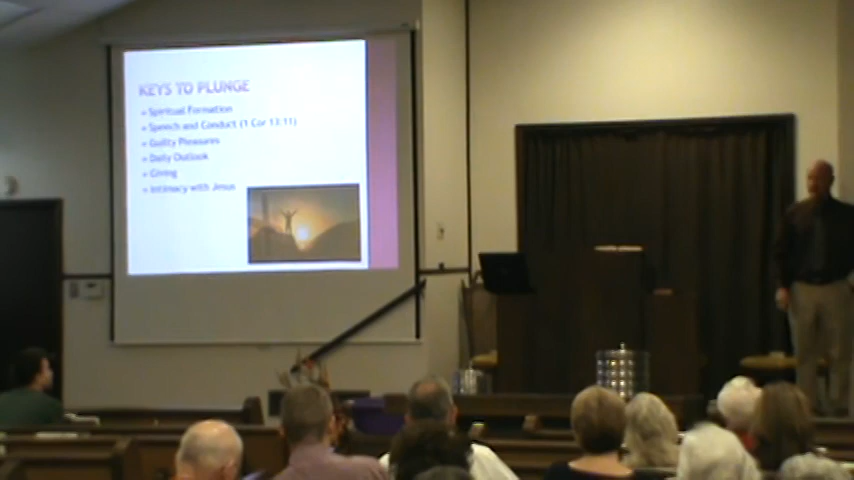 KEYS TO PLUNGE
Spiritual Formation
Speech and Conduct (1 Cor 13:11)
Guilty Pleasures
Daily Outlook
Giving
Intimacy with Jesus